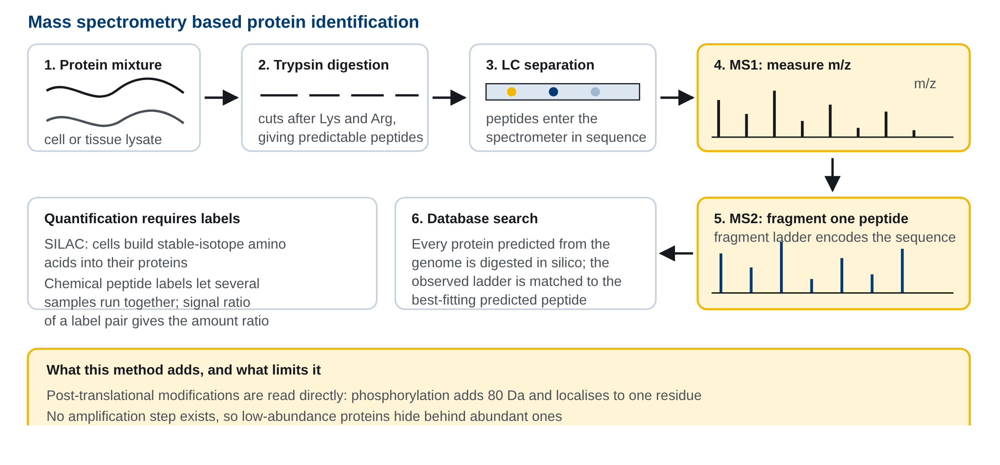 Mass spectrometry based protein identification
1. Protein mixture
cell or tissue lysate
2. Trypsin digestion
cuts after Lys and Arg,
giving predictable peptides
3. LC separation
peptides enter the
spectrometer in sequence
4. MS1: measure m/z
m/z
5. MS2: fragment one peptide
fragment ladder encodes the sequence
6. Database search
Every protein predicted from the
genome is digested in silico; the
observed ladder is matched to the
best-fitting predicted peptide
Quantification requires labels
SILAC: cells build stable-isotope amino
acids into their proteins
Chemical peptide labels let several
samples run together; signal ratio
of a label pair gives the amount ratio
What this method adds, and what limits it
Post-translational modifications are read directly: phosphorylation adds 80 Da and localises to one residue
No amplification step exists, so low-abundance proteins hide behind abundant ones